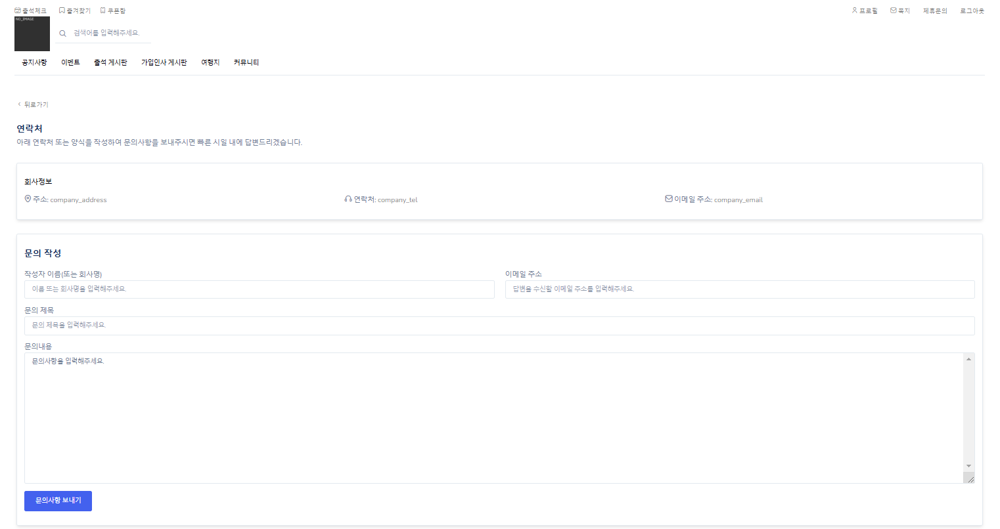 출석체크 즐겨찾기 쿠폰함 프로필 쪽지 제휴문의 로그아웃
NO_IMAGE
검색어를 입력해주세요.
공지사항 이벤트 출석 게시판 가입인사 게시판 여행지 커뮤니티
뒤로가기
연락처
아래 연락처 또는 양식을 작성하여 문의사항을 보내주시면 빠른 시일 내에 답변드리겠습니다.
회사정보
주소: company_address 연락처: company_tel 이메일 주소: company_email
문의 작성
작성자 이름(또는 회사명) 이메일 주소
이름 또는 회사명을 입력해주세요. 답변을 수신할 이메일 주소를 입력해주세요.
문의 제목
문의 제목을 입력해주세요.
문의내용
문의사항을 입력해주세요.
문의사항 보내기